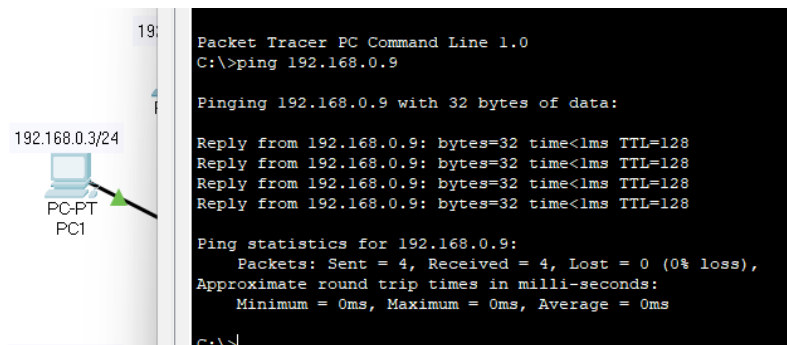 19
192.168.0.3/24
PC-PT
PC1
Packet Tracer PC Command Line 1.0
C:\>ping 192.168.0.9
Pinging 192.168.0.9 with 32 bytes of data:
Reply from 192.168.0.9: bytes=32 time<1ms TTL=128
Reply from 192.168.0.9: bytes=32 time<1ms TTL=128
Reply from 192.168.0.9: bytes=32 time<1ms TTL=128
Reply from 192.168.0.9: bytes=32 time<1ms TTL=128
Ping statistics for 192.168.0.9:
Packets: Sent = 4, Received = 4, Lost = 0 (0% loss),
Approximate round trip times in milli-seconds:
Minimum = 0ms, Maximum = 0ms, Average = 0ms
C:\>